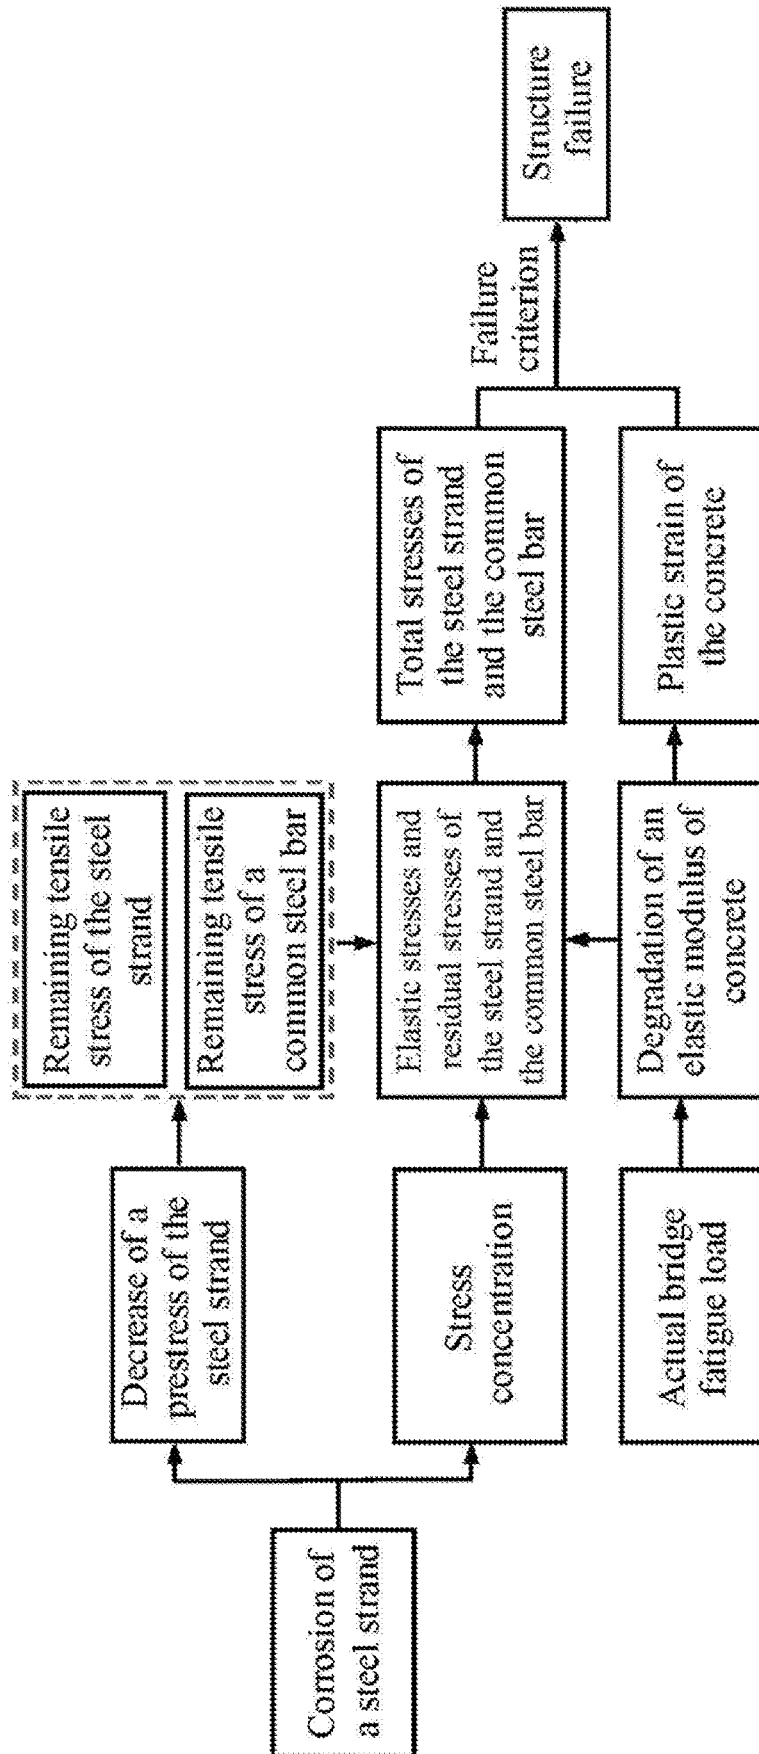 Corrosion of
a steel strand
Decrease of a
prestress of the
steel strand
Remaining tensile
stress of the steel
strand
Remaining tensile
stress of a
common steel bar
Stress
concentration
Elastic stresses and
residual stresses of
the steel strand and
the common steel bar
Total stresses of
the steel strand
and the common
steel bar
Failure
criterion
Structure
failure
Actual bridge
fatigue load
Degradation of an
elastic modulus of
concrete
Plastic strain of
the concrete